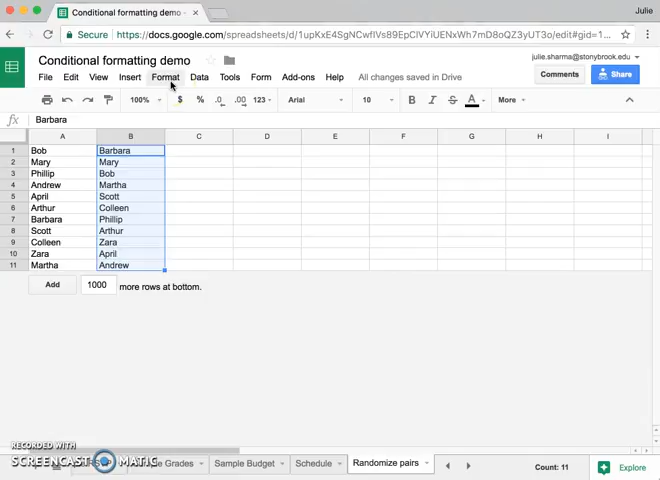 Conditional formatting demo -
Julie
Secure
https://docs.google.com/spreadsheets/d/1upKxE4SgNCwfIVs89EpCIVYiUENxWh7mD8oQZ3yUT3o/edit#gid=1...
Conditional formatting demo
julie.sharma@stonybrook.edu
File Edit View Insert Format Data Tools Form Add-ons Help All changes saved in Drive
Comments Share
100% $ % .0 .00 123 Arial 10 B I S A More
fx Barbara
A B C D E F G H I
1 Bob Barbara
2 Mary Mary
3 Phillip Bob
4 Andrew Martha
5 April Scott
6 Arthur Colleen
7 Barbara Phillip
8 Scott Arthur
9 Colleen Zara
10 Zara April
11 Martha Andrew
Add 1000 more rows at bottom.
RECORDED WITH
SCREENCAST MATIC
Grades Sample Budget Schedule Randomize pairs Count: 11 Explore